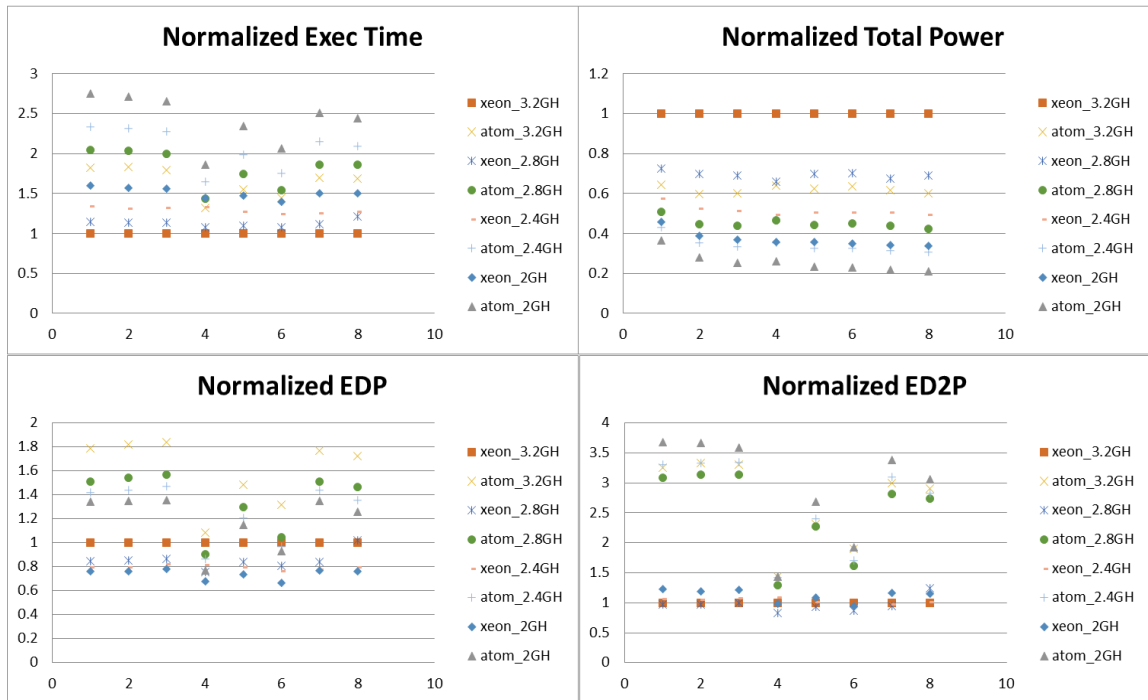 Normalized Exec Time
3
2.5
2
1.5
1
0.5
0
0 2 4 6 8 10
xeon_3.2GH
atom_3.2GH
xeon_2.8GH
atom_2.8GH
xeon_2.4GH
atom_2.4GH
xeon_2GH
atom_2GH
Normalized Total Power
1.2
1
0.8
0.6
0.4
0.2
0
0 2 4 6 8 10
xeon_3.2GH
atom_3.2GH
xeon_2.8GH
atom_2.8GH
xeon_2.4GH
atom_2.4GH
xeon_2GH
atom_2GH
Normalized EDP
2
1.8
1.6
1.4
1.2
1
0.8
0.6
0.4
0.2
0
0 2 4 6 8 10
xeon_3.2GH
atom_3.2GH
xeon_2.8GH
atom_2.8GH
xeon_2.4GH
atom_2.4GH
xeon_2GH
atom_2GH
Normalized ED2P
4
3.5
3
2.5
2
1.5
1
0.5
0
0 2 4 6 8 10
xeon_3.2GH
atom_3.2GH
xeon_2.8GH
atom_2.8GH
xeon_2.4GH
atom_2.4GH
xeon_2GH
atom_2GH